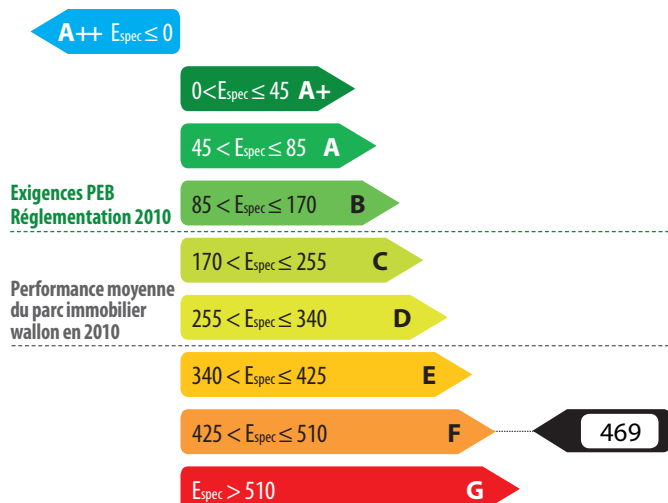 A++ Espec ≤ 0
0<Espec ≤ 45 A+
45 < Espec ≤ 85 A
Exigences PEB
Réglementation 2010
85 < Espec ≤ 170 B
170 < Espec ≤ 255 C
Performance moyenne
du parc immobilier
wallon en 2010
255 < Espec ≤ 340 D
340 < Espec ≤ 425 E
425 < Espec ≤ 510 F
469
Espec > 510 G